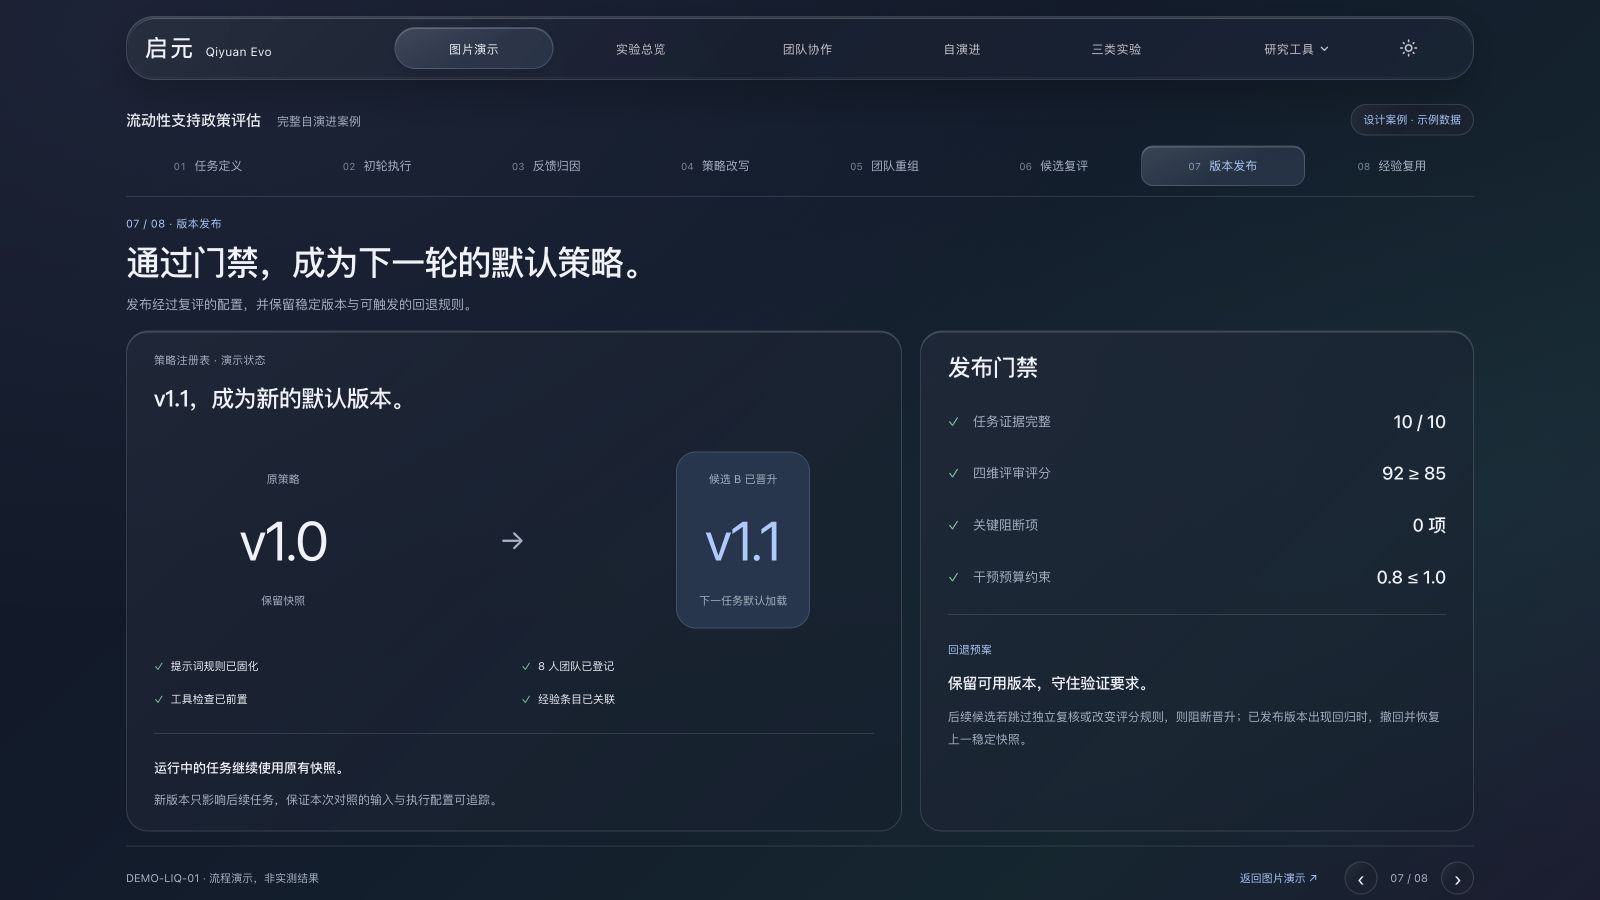 启元 Qiyuan Evo 图片演示 实验总览 团队协作 自演进 三类实验 研究工具
流动性支持政策评估 完整自演进案例 设计案例 · 示例数据
01 任务定义 02 初轮执行 03 反馈归因 04 策略改写 05 团队重组 06 候选复评 07 版本发布 08 经验复用
07 / 08 · 版本发布
通过门禁，成为下一轮的默认策略。
发布经过复评的配置，并保留稳定版本与可触发的回退规则。
策略注册表 · 演示状态
v1.1，成为新的默认版本。
原策略
v1.0
保留快照
→
候选 B 已晋升
v1.1
下一任务默认加载
✓ 提示词规则已固化 ✓ 8 人团队已登记
✓ 工具检查已前置 ✓ 经验条目已关联
运行中的任务继续使用原有快照。
新版本只影响后续任务，保证本次对照的输入与执行配置可追踪。
发布门禁
✓ 任务证据完整 10 / 10
✓ 四维评审评分 92 ≥ 85
✓ 关键阻断项 0 项
✓ 干预预算约束 0.8 ≤ 1.0
回退预案
保留可用版本，守住验证要求。
后续候选若跳过独立复核或改变评分规则，则阻断晋升；已发布版本出现回归时，撤回并恢复
上一稳定快照。
DEMO-LIQ-01 · 流程演示，非实测结果 返回图片演示 ↗ ‹ 07 / 08 ›